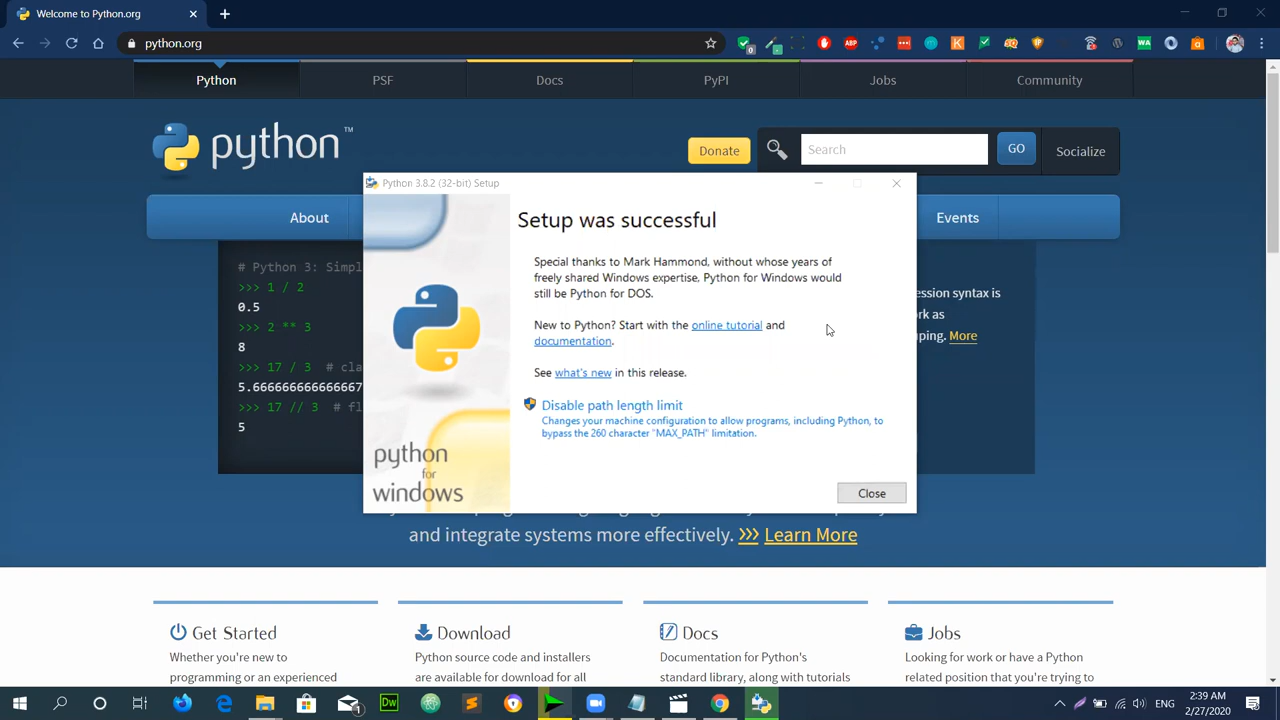 Welcome to Python.org
python.org
0
ABP
K
WA
Python
PSF
Docs
PyPI
Jobs
Community
python™
Donate
Search
GO
Socialize
Python 3.8.2 (32-bit) Setup
About
Events
Setup was successful
Special thanks to Mark Hammond, without whose years of
freely shared Windows expertise, Python for Windows would
still be Python for DOS.
New to Python? Start with the online tutorial and
documentation.
See what's new in this release.
Disable path length limit
Changes your machine configuration to allow programs, including Python, to
bypass the 260 character "MAX_PATH" limitation.
python
for
windows
Close
# Python 3: Simpl
>>> 1 / 2
0.5
>>> 2 ** 3
8
>>> 17 / 3 # cla
5.666666666666667
>>> 17 // 3 # fl
5
ession syntax is
rk as
ping. More
and integrate systems more effectively. >>> Learn More
Get Started
Whether you're new to
programming or an experienced
Download
Python source code and installers
are available for download for all
Docs
Documentation for Python's
standard library, along with tutorials
Jobs
Looking for work or have a Python
related position that you're trying to
Dw
1
ENG
2:39 AM
2/27/2020